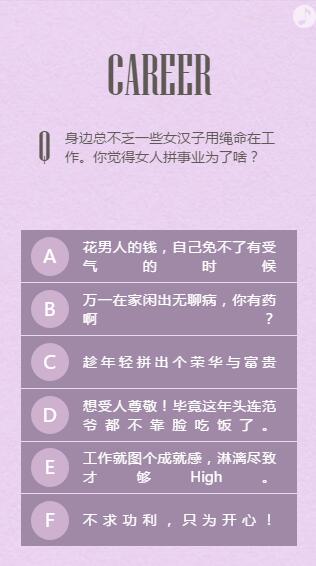 CAREER
Q 身边总不乏一些女汉子用绳命在工
作。你觉得女人拼事业为了啥？
A 花男人的钱，自己免不了有受
气的时候
B 万一在家闲出无聊病，你有药
啊？
C 趁年轻拼出个荣华与富贵
D 想受人尊敬！毕竟这年头连范
爷都不靠脸吃饭了。
E 工作就图个成就感，淋漓尽致
才够High。
F 不求功利，只为开心！